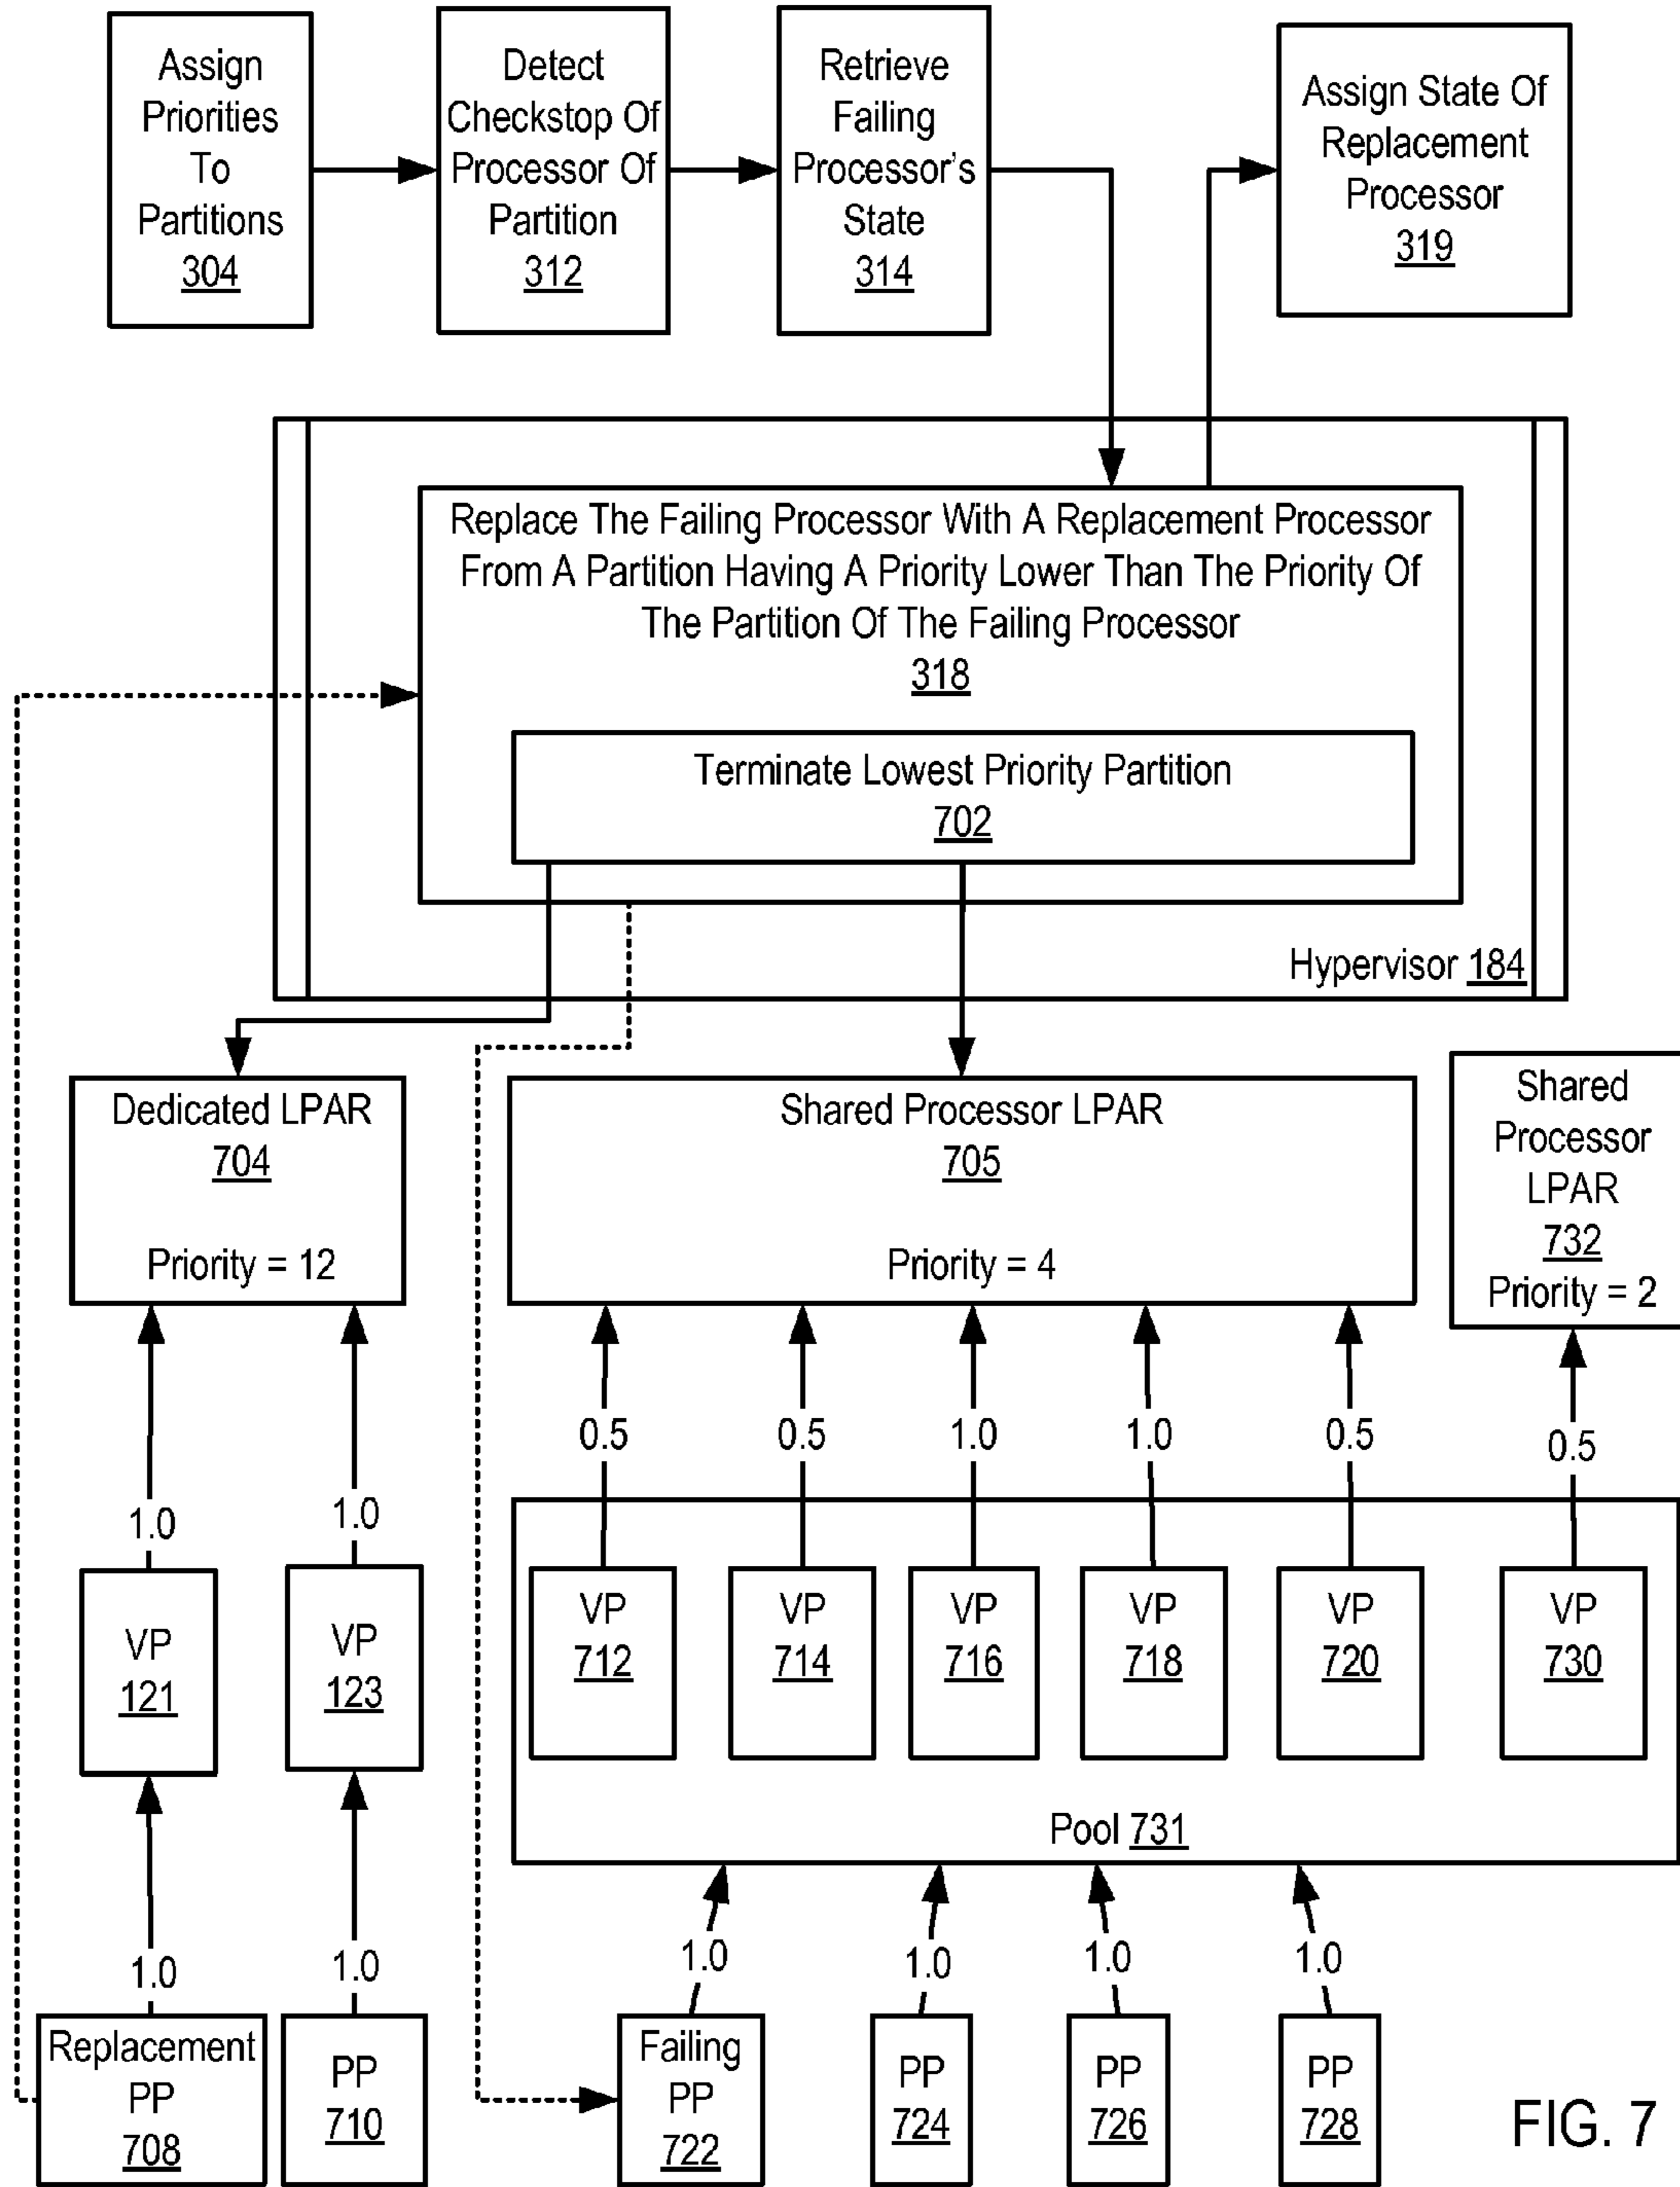 Assign
Priorities
To
Partitions
304
Detect
Checkstop Of
Processor Of
Partition
312
Retrieve
Failing
Processor's
State
314
Assign State Of
Replacement
Processor
319
Replace The Failing Processor With A Replacement Processor
From A Partition Having A Priority Lower Than The Priority Of
The Partition Of The Failing Processor
318
Terminate Lowest Priority Partition
702
Hypervisor 184
Dedicated LPAR
704
Priority = 12
Shared Processor LPAR
705
Priority = 4
Shared
Processor
LPAR
732
Priority = 2
0.5
0.5
1.0
1.0
0.5
0.5
1.0
1.0
VP
121
VP
123
VP
712
VP
714
VP
716
VP
718
VP
720
VP
730
Pool 731
1.0
1.0
1.0
1.0
1.0
1.0
Replacement
PP
708
PP
710
Failing
PP
722
PP
724
PP
726
PP
728
FIG. 7